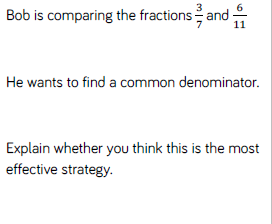 Bob is comparing the fractions 3/7 and 6/11
He wants to find a common denominator.
Explain whether you think this is the most
effective strategy.